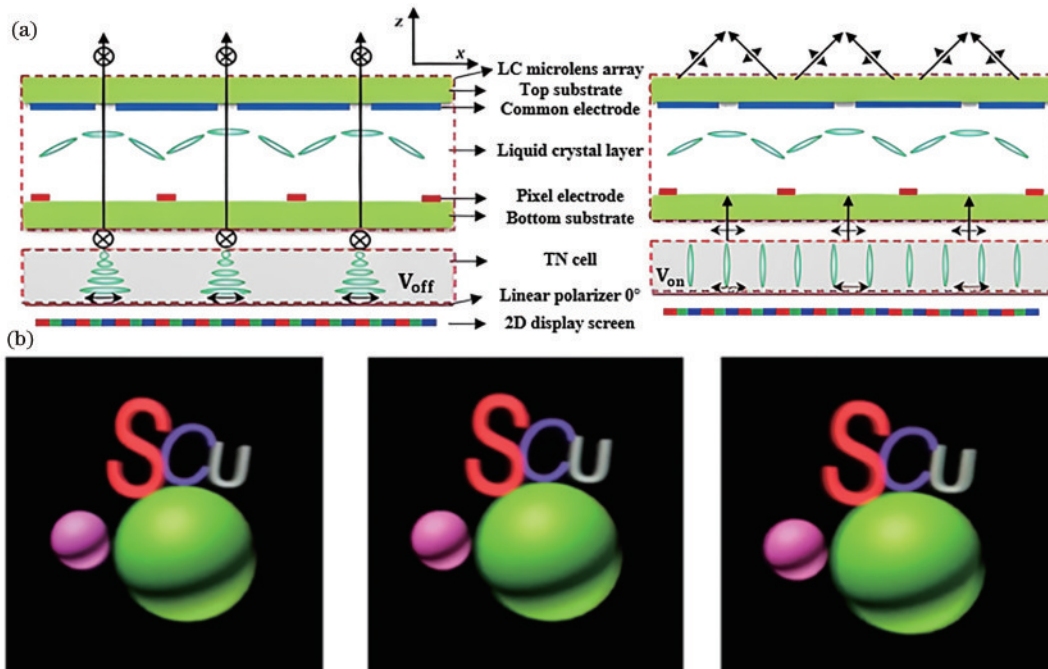 (a)
z
x
LC microlens array
Top substrate
Common electrode
Liquid crystal layer
Pixel electrode
Bottom substrate
TN cell
Linear polarizer 0°
2D display screen
Voff
Von
(b)
SCU
SCU
SCU